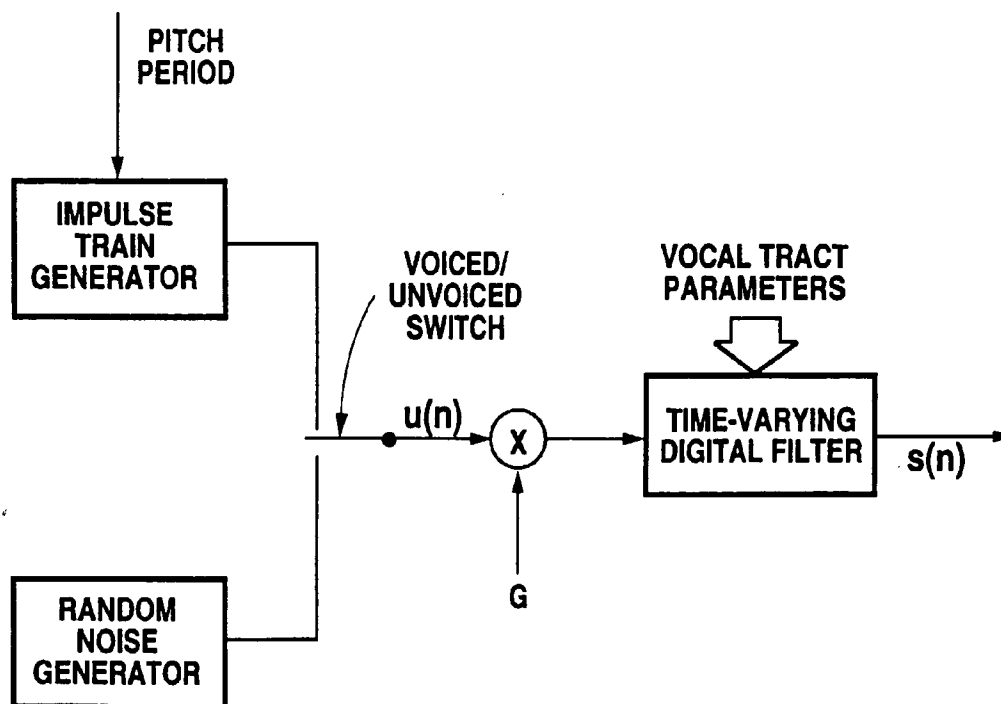 PITCH
PERIOD
IMPULSE
TRAIN
GENERATOR
VOICED/
UNVOICED
SWITCH
VOCAL TRACT
PARAMETERS
u(n)
X
TIME-VARYING
DIGITAL FILTER
s(n)
G
RANDOM
NOISE
GENERATOR